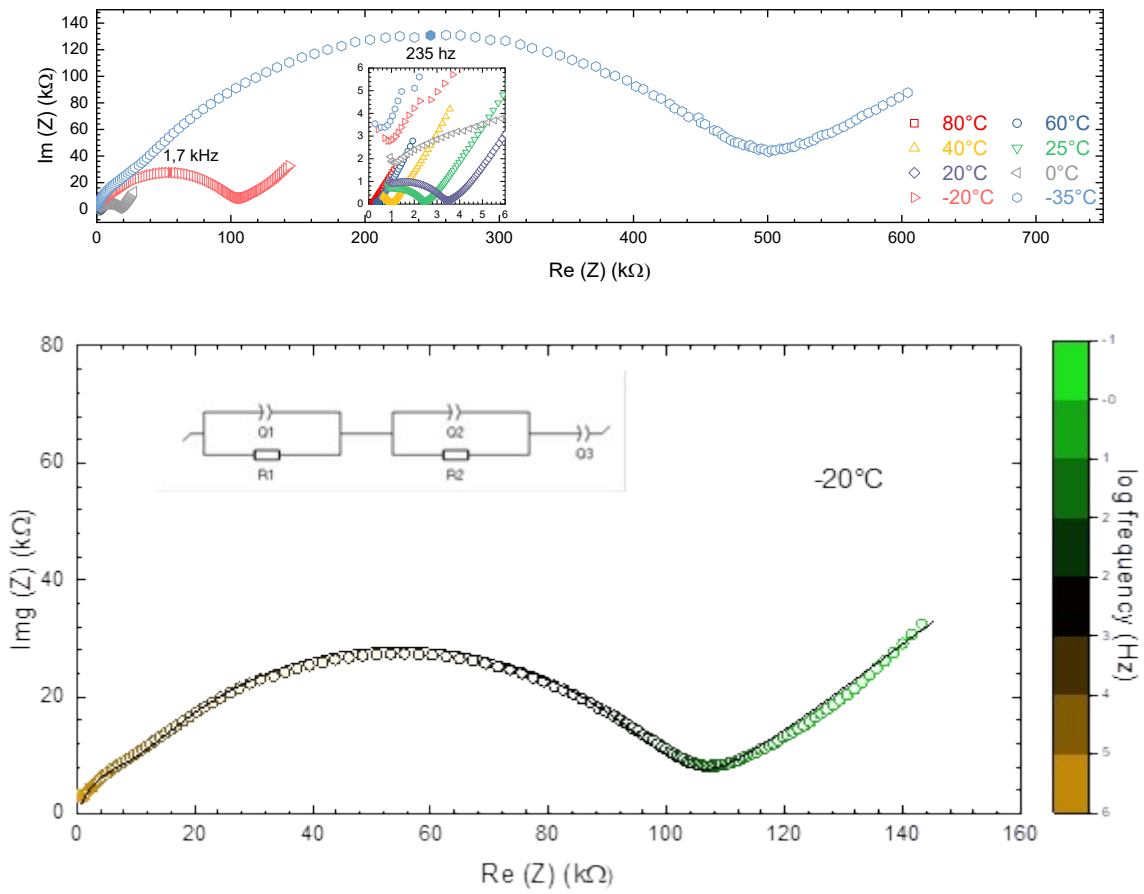 140
120
100
80
60
40
20
0
Im (Z) (kΩ)
235 hz
1,7 kHz
6
5
4
3
2
1
0
0 1 2 3 4 5 6
80°C 60°C
40°C 25°C
20°C 0°C
-20°C -35°C
0 100 200 300 400 500 600 700
Re (Z) (kΩ)
80
60
40
20
0
Img (Z) (kΩ)
Q1 Q2 Q3
R1 R2
-20°C
0 20 40 60 80 100 120 140 160
Re (Z) (kΩ)
-1
-0
1
2
2
3
4
5
6
log frequency (Hz)